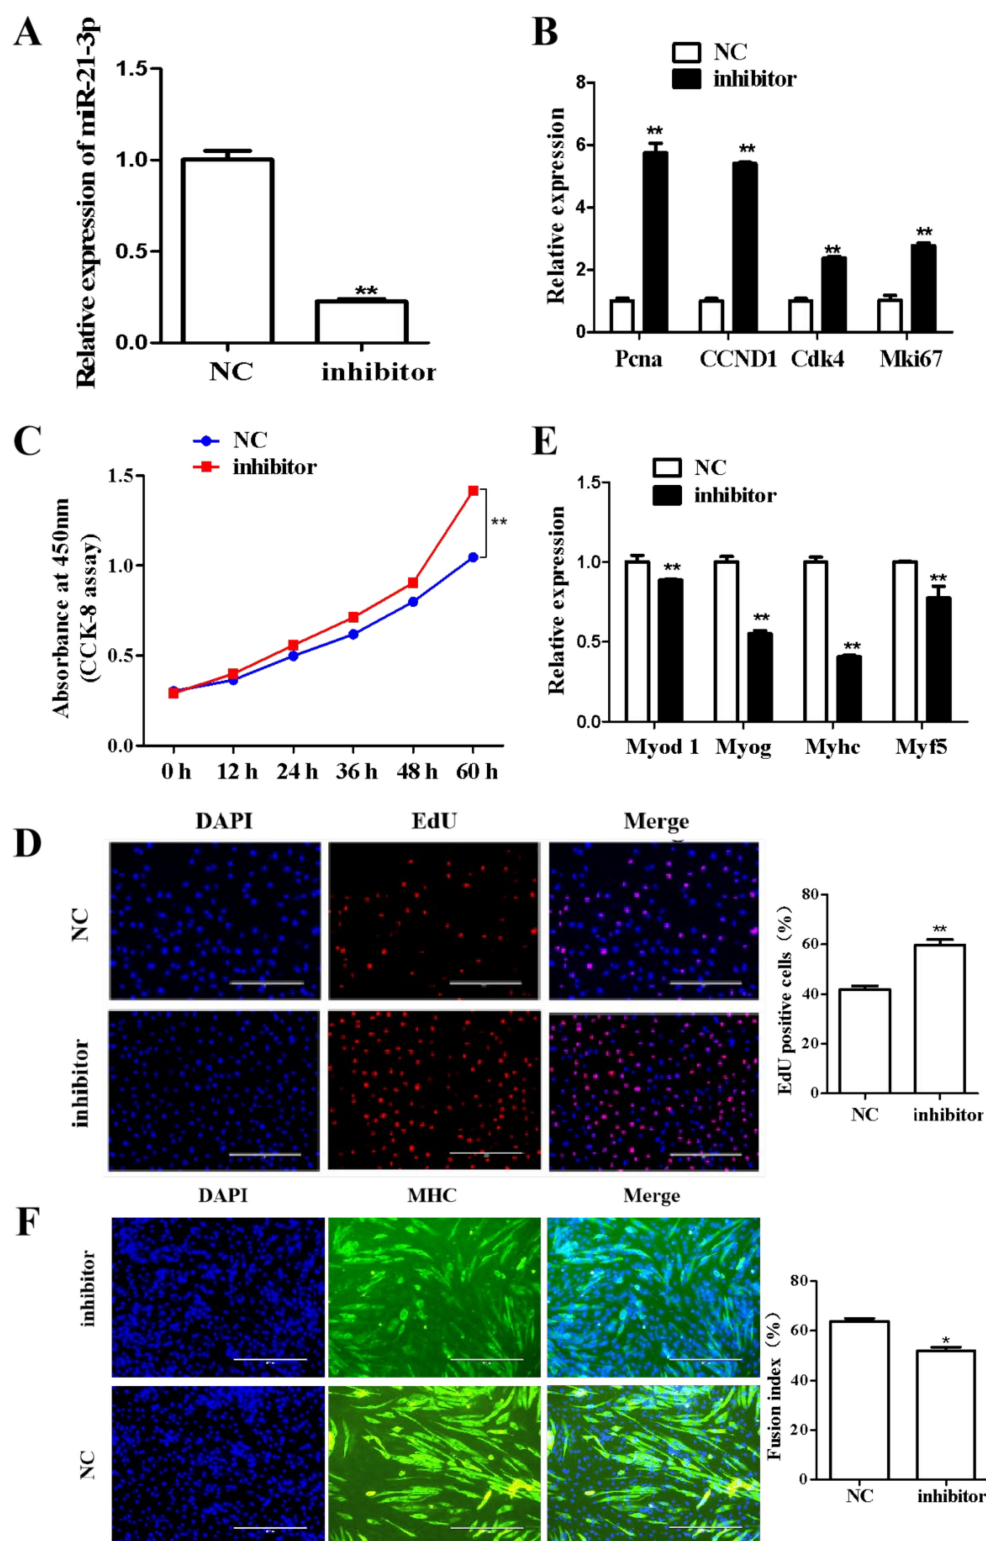 A
Relative expression of miR-21-3p
1.5
1.0
0.5
0.0
**
NC
inhibitor
B
NC
inhibitor
Relative expression
8
6
4
2
0
**
**
**
**
Pcna
CCND1
Cdk4
Mki67
C
NC
inhibitor
Absorbance at 450nm
(CCK-8 assay)
1.5
1.0
0.5
0.0
**
0 h
12 h
24 h
36 h
48 h
60 h
E
NC
inhibitor
Relative expression
1.5
1.0
0.5
0.0
**
**
**
**
Myod 1
Myog
Myhc
Myf5
D
DAPI
EdU
Merge
NC
inhibitor
EdU positive cells (%)
80
60
40
20
0
**
NC
inhibitor
F
DAPI
MHC
Merge
inhibitor
NC
Fusion index (%)
80
60
40
20
0
*
NC
inhibitor